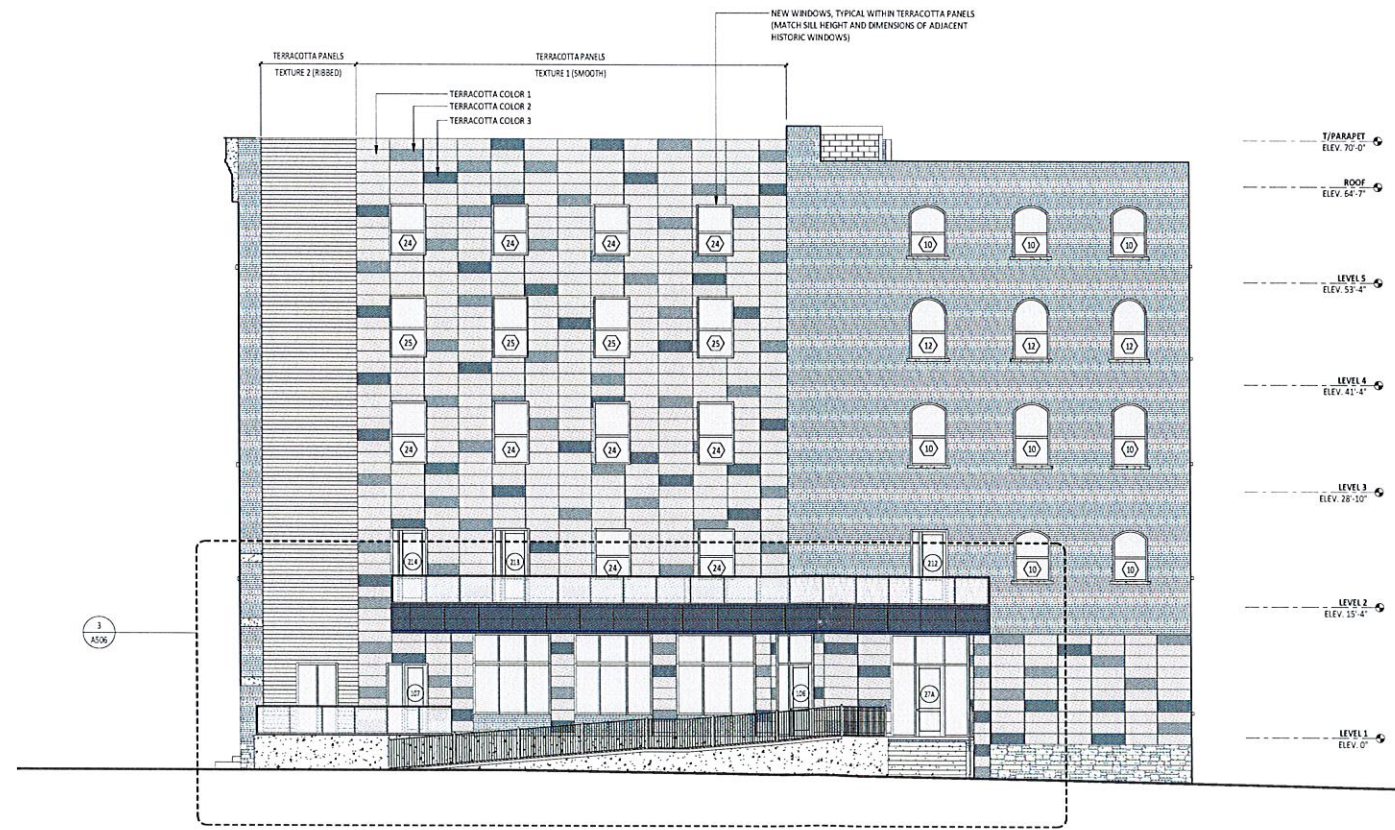 NEW WINDOWS, TYPICAL WITHIN TERRACOTTA PANELS
(MATCH SILL HEIGHT AND DIMENSIONS OF ADJACENT
HISTORIC WINDOWS)
TERRACOTTA PANELS
TEXTURE 2 (RIBBED)
TERRACOTTA PANELS
TEXTURE 1 (SMOOTH)
TERRACOTTA COLOR 1
TERRACOTTA COLOR 2
TERRACOTTA COLOR 3
T/PARAPET
ELEV. 70'-0"
ROOF
ELEV. 64'-7"
24 24 24 24 10 10 10
LEVEL 5
ELEV. 53'-4"
25 25 25 25 12 12 12
LEVEL 4
ELEV. 41'-4"
24 24 24 24 10 10 10
LEVEL 3
ELEV. 28'-10"
214 213 24 24 212 10 10
LEVEL 2
ELEV. 15'-4"
3
A506
107 106 27A
LEVEL 1
ELEV. 0"